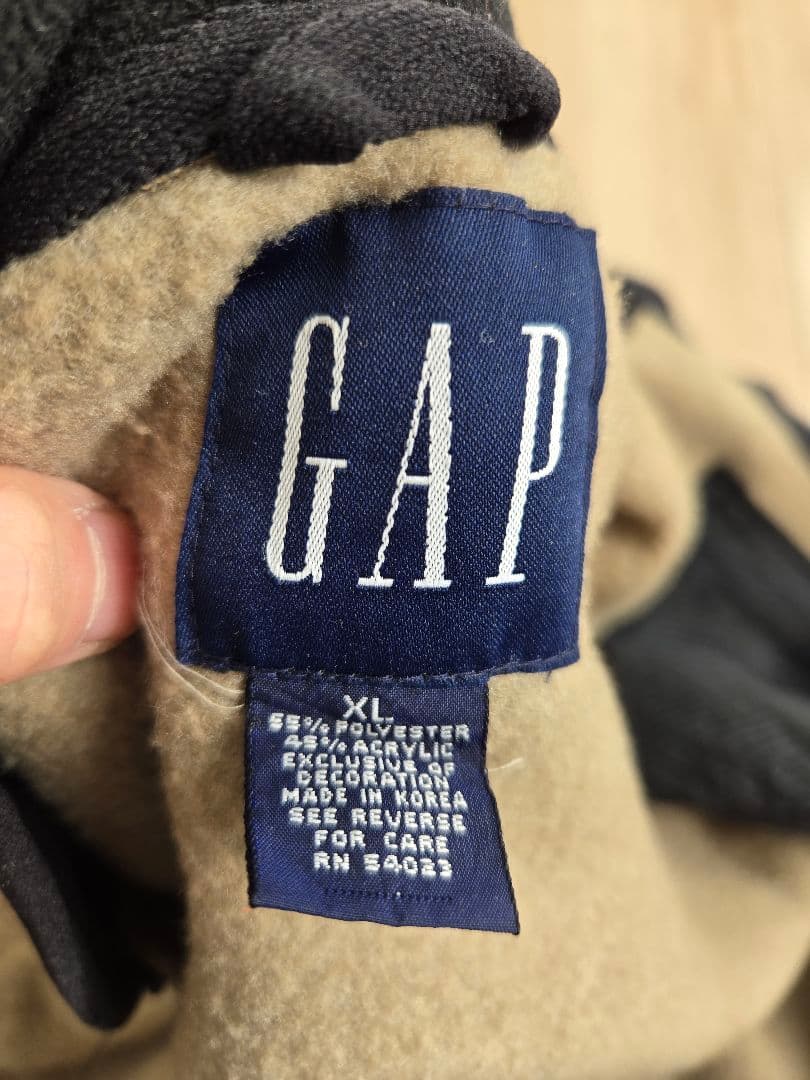 GAP
XL
55% POLYESTER
45% ACRYLIC
EXCLUSIVE OF
DECORATION
MADE IN KOREA
SEE REVERSE
FOR CARE
RN 54023